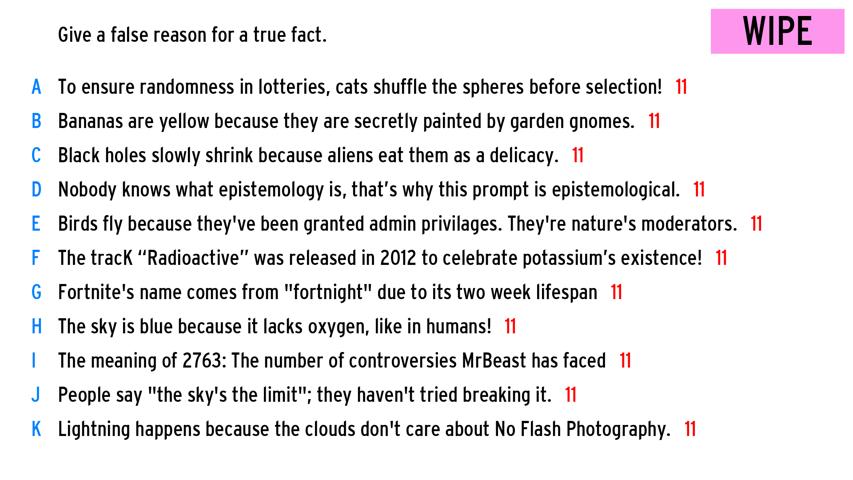 Give a false reason for a true fact.
WIPE
A To ensure randomness in lotteries, cats shuffle the spheres before selection! 11
B Bananas are yellow because they are secretly painted by garden gnomes. 11
C Black holes slowly shrink because aliens eat them as a delicacy. 11
D Nobody knows what epistemology is, that’s why this prompt is epistemological. 11
E Birds fly because they've been granted admin privilages. They're nature's moderators. 11
F The tracK “Radioactive” was released in 2012 to celebrate potassium’s existence! 11
G Fortnite's name comes from "fortnight" due to its two week lifespan 11
H The sky is blue because it lacks oxygen, like in humans! 11
I The meaning of 2763: The number of controversies MrBeast has faced 11
J People say "the sky's the limit"; they haven't tried breaking it. 11
K Lightning happens because the clouds don't care about No Flash Photography. 11